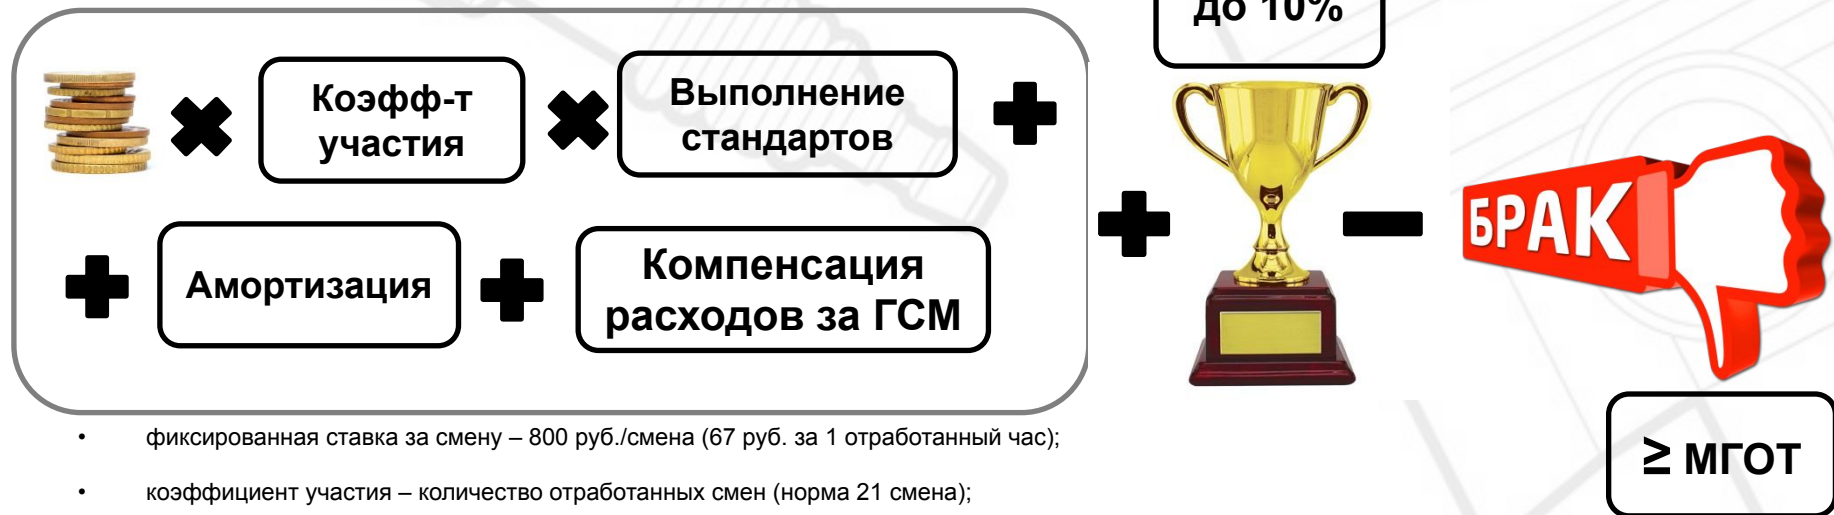 до 10%
Коэфф-т
участия
Выполнение
стандартов
Амортизация
Компенсация
расходов за ГСМ
БРАК
≥ МГОТ
• фиксированная ставка за смену – 800 руб./смена (67 руб. за 1 отработанный час);
• коэффициент участия – количество отработанных смен (норма 21 смена);